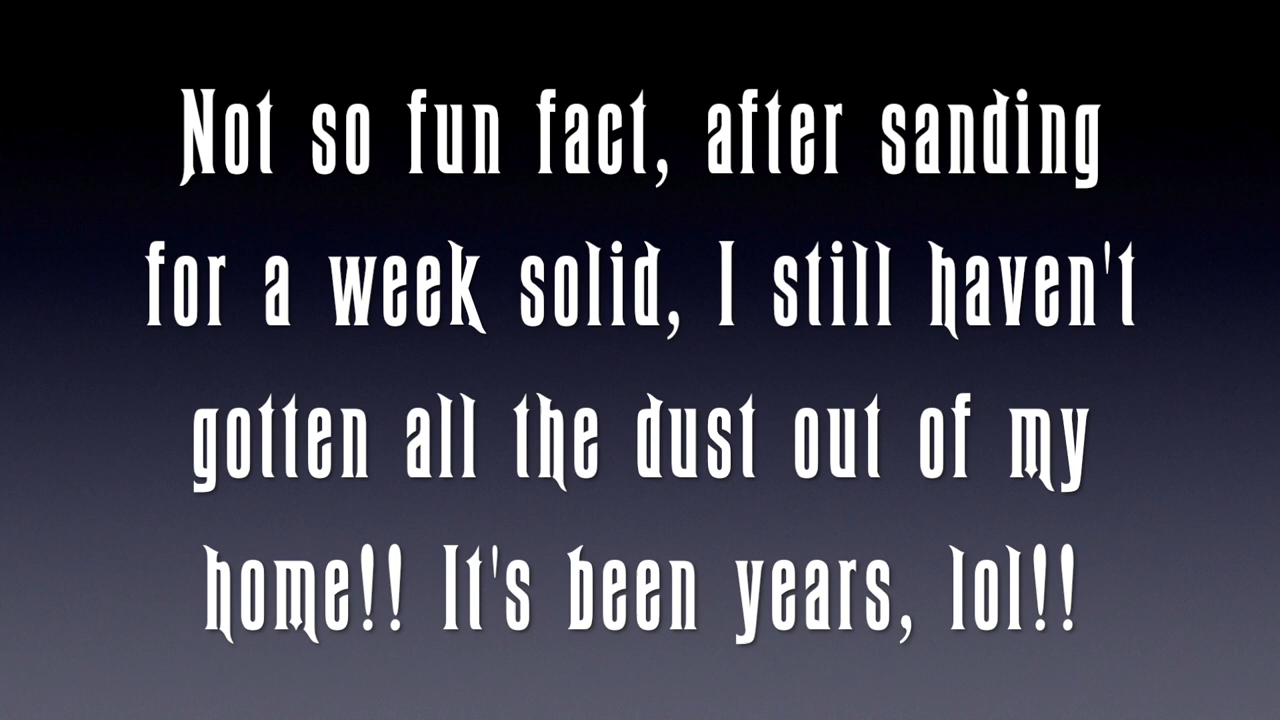 Not so fun fact, after sanding
for a week solid, I still haven't
gotten all the dust out of my
home!! It's been years, lol!!